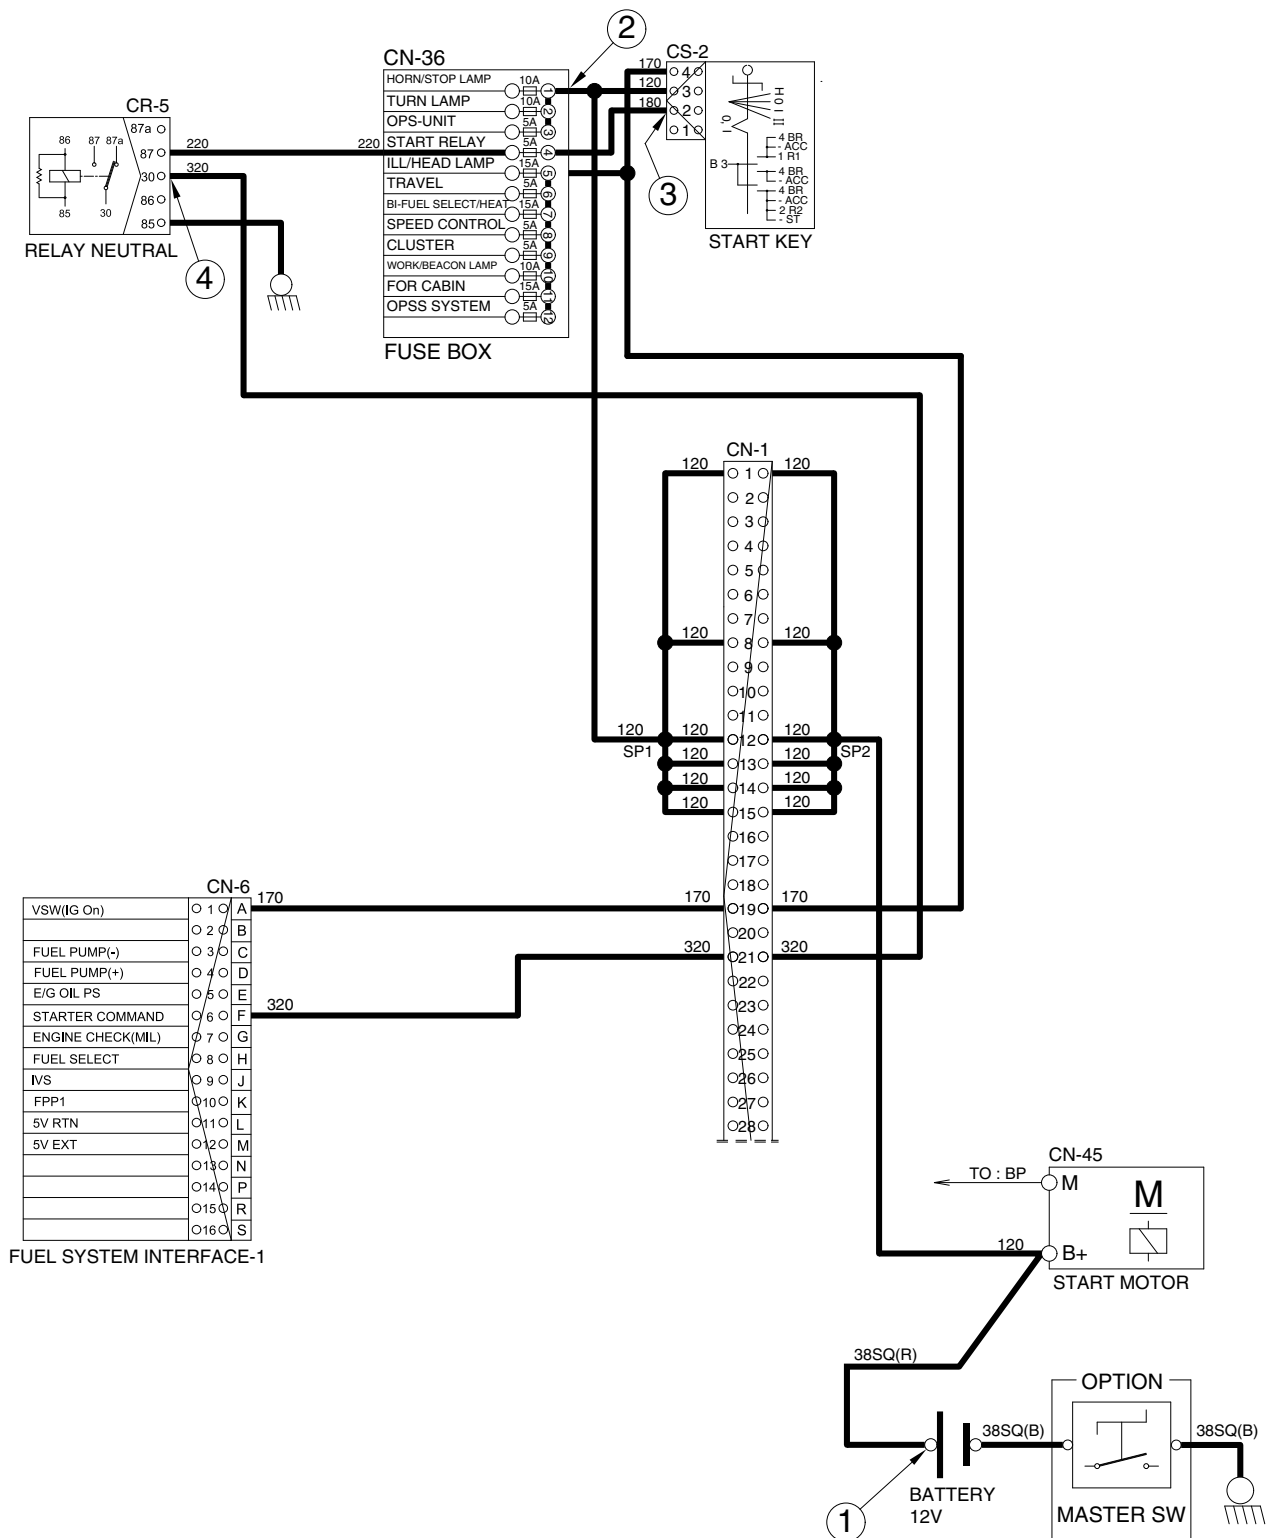 2
CN-36
CS-2
HORN/STOP LAMP 10A 1
TURN LAMP 10A 2
OPS-UNIT 5A 3
START RELAY 5A 4
ILL/HEAD LAMP 15A 5
TRAVEL 5A 6
BI-FUEL SELECT/HEAT 15A 7
SPEED CONTROL 5A 8
CLUSTER 5A 9
WORK/BEACON LAMP 10A 10
FOR CABIN 15A 11
OPSS SYSTEM 5A 12
FUSE BOX
170 4
120 3
180 2
1
H O I II
0, I
4 BR
- ACC
1 R1
B 3
4 BR
- ACC
4 BR
- ACC
2 R2
- ST
START KEY
3
CR-5
86 87 87a
85 30
87a
87 220 220
30 320
86
85
RELAY NEUTRAL
4
CN-1
120 1 120
2
3
4
5
6
7
120 8 120
9
10
11
120 120 12 120
SP1 SP2
120 13 120
120 14 120
120 15 120
16
17
18
170 19 170
20
320 21 320
22
23
24
25
26
27
28
CN-6
VSW(IG On) 1 A 170
2 B
FUEL PUMP(-) 3 C
FUEL PUMP(+) 4 D
E/G OIL PS 5 E
STARTER COMMAND 6 F 320
ENGINE CHECK(MIL) 7 G
FUEL SELECT 8 H
IVS 9 J
FPP1 10 K
5V RTN 11 L
5V EXT 12 M
13 N
14 P
15 R
16 S
FUEL SYSTEM INTERFACE-1
CN-45
TO : BP M
M
120 B+
START MOTOR
38SQ(R)
OPTION
38SQ(B) 38SQ(B)
BATTERY
12V
MASTER SW
1